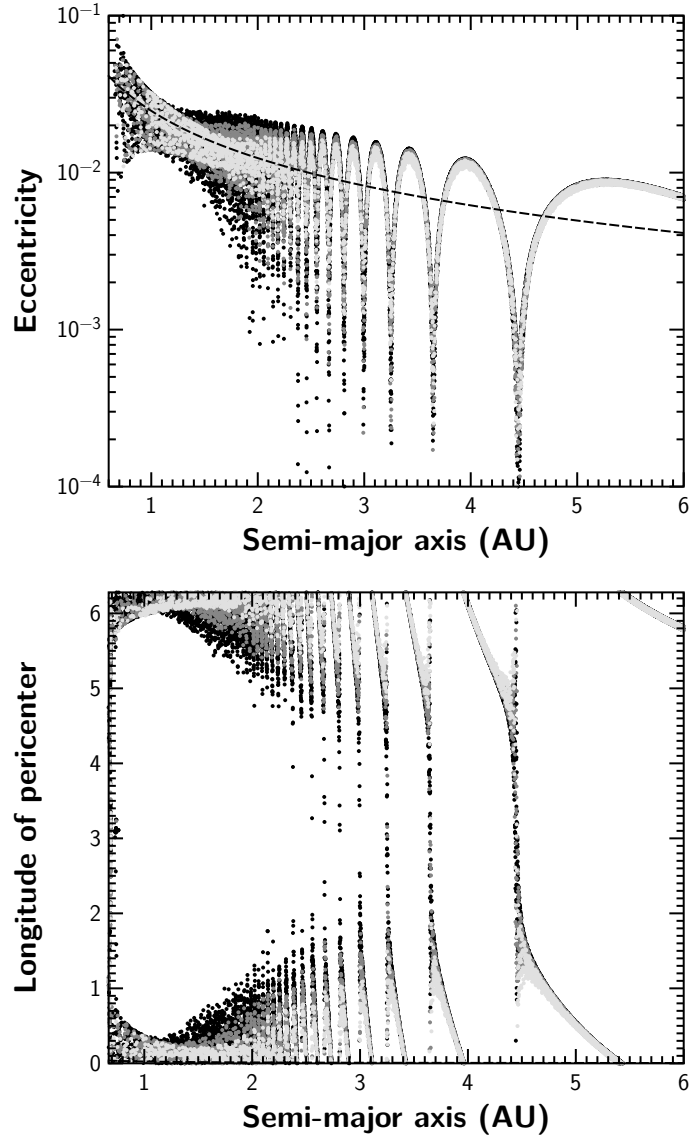 10⁻¹
10⁻²
10⁻³
10⁻⁴
Eccentricity
1 2 3 4 5 6
Semi-major axis (AU)
6
5
4
3
2
1
0
Longitude of pericenter
1 2 3 4 5 6
Semi-major axis (AU)